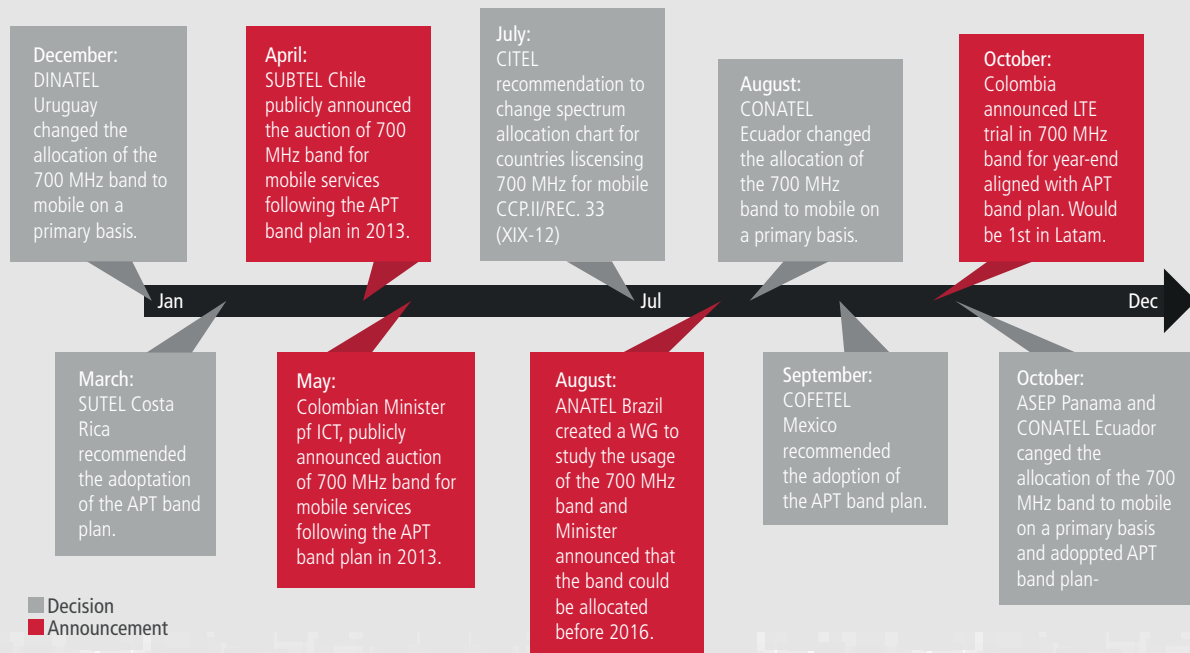 December:
DINATEL
Uruguay
changed the
allocation of the
700 MHz band to
mobile on a
primary basis.
April:
SUBTEL Chile
publicly announced
the auction of 700
MHz band for
mobile services
following the APT
band plan in 2013.
July:
CITEL
recommendation to
change spectrum
allocation chart for
countries liscensing
700 MHz for mobile
CCP.II/REC. 33
(XIX-12)
August:
CONATEL
Ecuador changed
the allocation of
the 700 MHz
band to mobile on
a primary basis.
October:
Colombia
announced LTE
trial in 700 MHz
band for year-end
aligned with APT
band plan. Would
be 1st in Latam.
Jan
Jul
Dec
March:
SUTEL Costa
Rica
recommended
the adoptation
of the APT band
plan.
May:
Colombian Minister
pf ICT, publicly
announced auction
of 700 MHz band for
mobile services
following the APT
band plan in 2013.
August:
ANATEL Brazil
created a WG to
study the usage
of the 700 MHz
band and
Minister
announced that
the band could
be allocated
before 2016.
September:
COFETEL
Mexico
recommended
the adoption of
the APT band plan.
October:
ASEP Panama and
CONATEL Ecuador
canged the
allocation of the 700
MHz band to mobile
on a primary basis
and adoppted APT
band plan-
Decision
Announcement